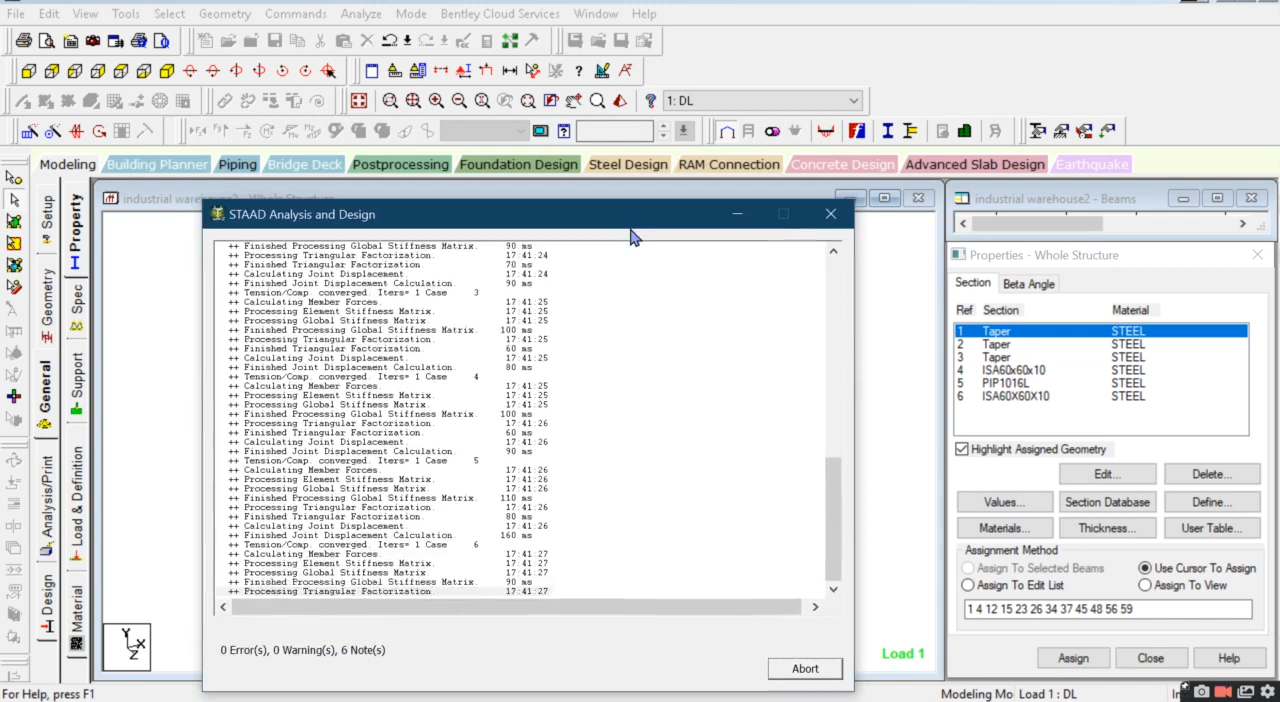 File Edit View Tools Select Geometry Commands Analyze Mode Bentley Cloud Services Window Help
1: DL
Modeling Building Planner Piping Bridge Deck Postprocessing Foundation Design Steel Design RAM Connection Concrete Design Advanced Slab Design Earthquake
Setup
Geometry
General
Analysis/Print
Design
Property
Spec
Support
Load & Definition
Material
industrial warehouse2 - Whole Structure
STAAD Analysis and Design
++ Finished Processing Global Stiffness Matrix. 90 ms
++ Processing Triangular Factorization. 17:41:24
++ Finished Triangular Factorization. 70 ms
++ Calculating Joint Displacement. 17:41:24
++ Finished Joint Displacement Calculation. 90 ms
++ Tension/Comp. converged. Iters= 1 Case 3
++ Calculating Member Forces. 17:41:25
++ Processing Element Stiffness Matrix. 17:41:25
++ Processing Global Stiffness Matrix. 17:41:25
++ Finished Processing Global Stiffness Matrix. 100 ms
++ Processing Triangular Factorization. 17:41:25
++ Finished Triangular Factorization. 60 ms
++ Calculating Joint Displacement. 17:41:25
++ Finished Joint Displacement Calculation. 80 ms
++ Tension/Comp. converged. Iters= 1 Case 4
++ Calculating Member Forces. 17:41:25
++ Processing Element Stiffness Matrix. 17:41:25
++ Processing Global Stiffness Matrix. 17:41:25
++ Finished Processing Global Stiffness Matrix. 100 ms
++ Processing Triangular Factorization. 17:41:26
++ Finished Triangular Factorization. 60 ms
++ Calculating Joint Displacement. 17:41:26
++ Finished Joint Displacement Calculation. 90 ms
++ Tension/Comp. converged. Iters= 1 Case 5
++ Calculating Member Forces. 17:41:26
++ Processing Element Stiffness Matrix. 17:41:26
++ Processing Global Stiffness Matrix. 17:41:26
++ Finished Processing Global Stiffness Matrix. 110 ms
++ Processing Triangular Factorization. 17:41:26
++ Finished Triangular Factorization. 80 ms
++ Calculating Joint Displacement. 17:41:26
++ Finished Joint Displacement Calculation. 160 ms
++ Tension/Comp. converged. Iters= 1 Case 6
++ Calculating Member Forces. 17:41:27
++ Processing Element Stiffness Matrix. 17:41:27
++ Processing Global Stiffness Matrix. 17:41:27
++ Finished Processing Global Stiffness Matrix. 90 ms
++ Processing Triangular Factorization. 17:41:27
0 Error(s), 0 Warning(s), 6 Note(s)
Abort
Y
X
Z
Load 1
industrial warehouse2 - Beams
Properties - Whole Structure
Section Beta Angle
Ref Section Material
1 Taper STEEL
2 Taper STEEL
3 Taper STEEL
4 ISA60x60x10 STEEL
5 PIP1016L STEEL
6 ISA60X60X10 STEEL
Highlight Assigned Geometry
Edit... Delete...
Values... Section Database Define...
Materials... Thickness... User Table...
Assignment Method
Assign To Selected Beams Use Cursor To Assign
Assign To Edit List Assign To View
1 4 12 15 23 26 34 37 45 48 56 59
Assign Close Help
For Help, press F1
Modeling Mo Load 1 : DL